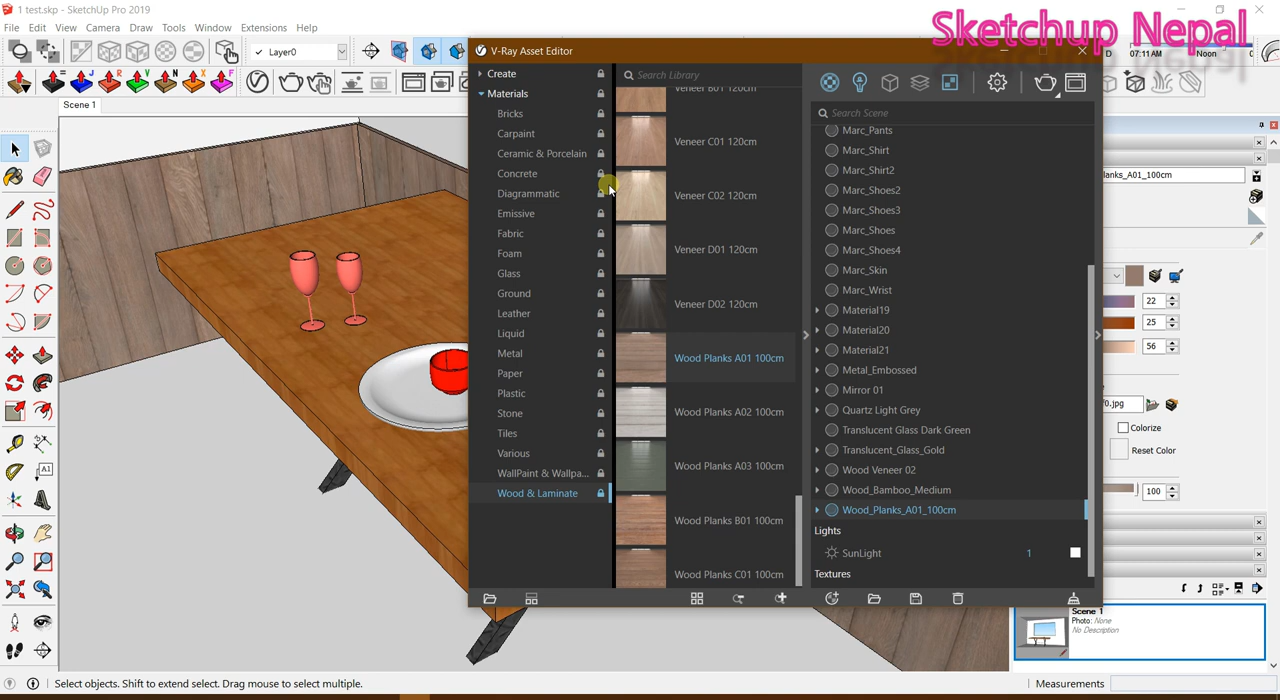 1 test.skp - SketchUp Pro 2019
Sketchup Nepal
File Edit View Camera Draw Tools Window Extensions Help
Layer0
07:11 AM Noon
Scene 1
V-Ray Asset Editor
Create
Materials
Bricks
Carpaint
Ceramic & Porcelain
Concrete
Diagrammatic
Emissive
Fabric
Foam
Glass
Ground
Leather
Liquid
Metal
Paper
Plastic
Stone
Tiles
Various
WallPaint & Wallpa...
Wood & Laminate
Search Library
Veneer B01 120cm
Veneer C01 120cm
Veneer C02 120cm
Veneer D01 120cm
Veneer D02 120cm
Wood Planks A01 100cm
Wood Planks A02 100cm
Wood Planks A03 100cm
Wood Planks B01 100cm
Wood Planks C01 100cm
Search Scene
Marc_Pants
Marc_Shirt
Marc_Shirt2
Marc_Shoes2
Marc_Shoes3
Marc_Shoes
Marc_Shoes4
Marc_Skin
Marc_Wrist
Material19
Material20
Material21
Metal_Embossed
Mirror 01
Quartz Light Grey
Translucent Glass Dark Green
Translucent_Glass_Gold
Wood Veneer 02
Wood_Bamboo_Medium
Wood_Planks_A01_100cm
Lights
SunLight 1
Textures
lanks_A01_100cm
22
25
56
0.jpg
Colorize
Reset Color
100
Scene 1
Photo: None
No Description
Select objects. Shift to extend select. Drag mouse to select multiple.
Measurements